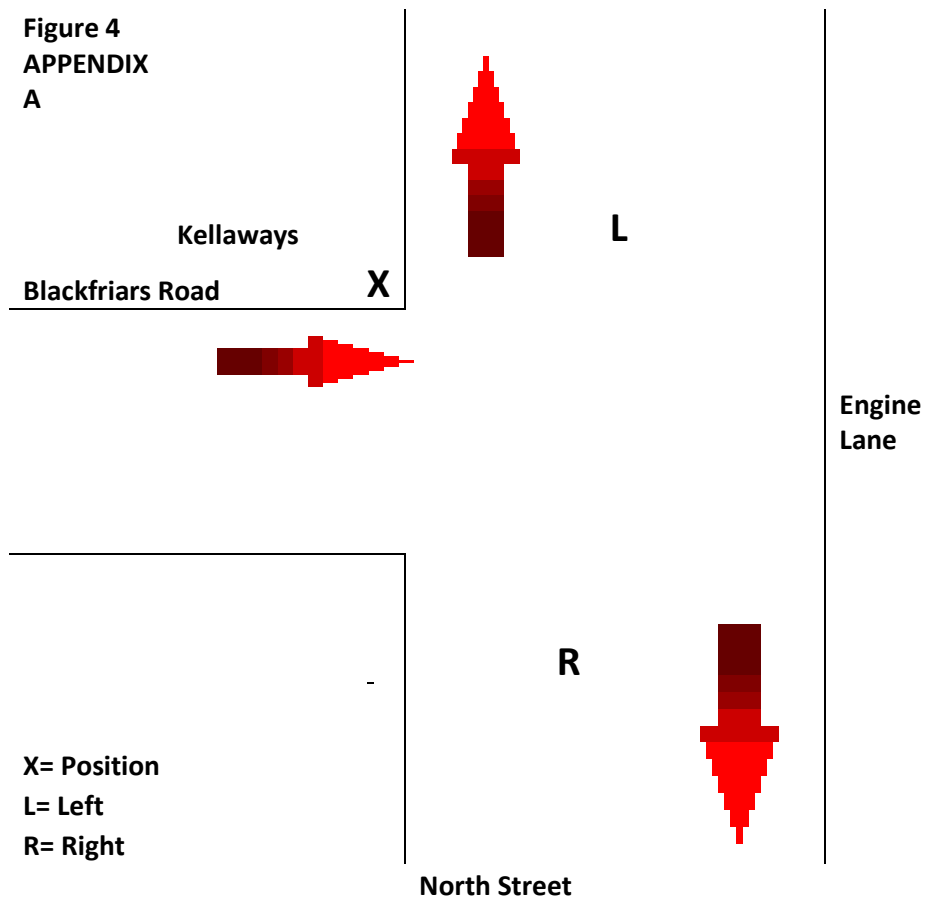 Figure 4
APPENDIX
A
L
Kellaways
Blackfriars Road
X
Engine
Lane
R
-
X= Position
L= Left
R= Right
North Street